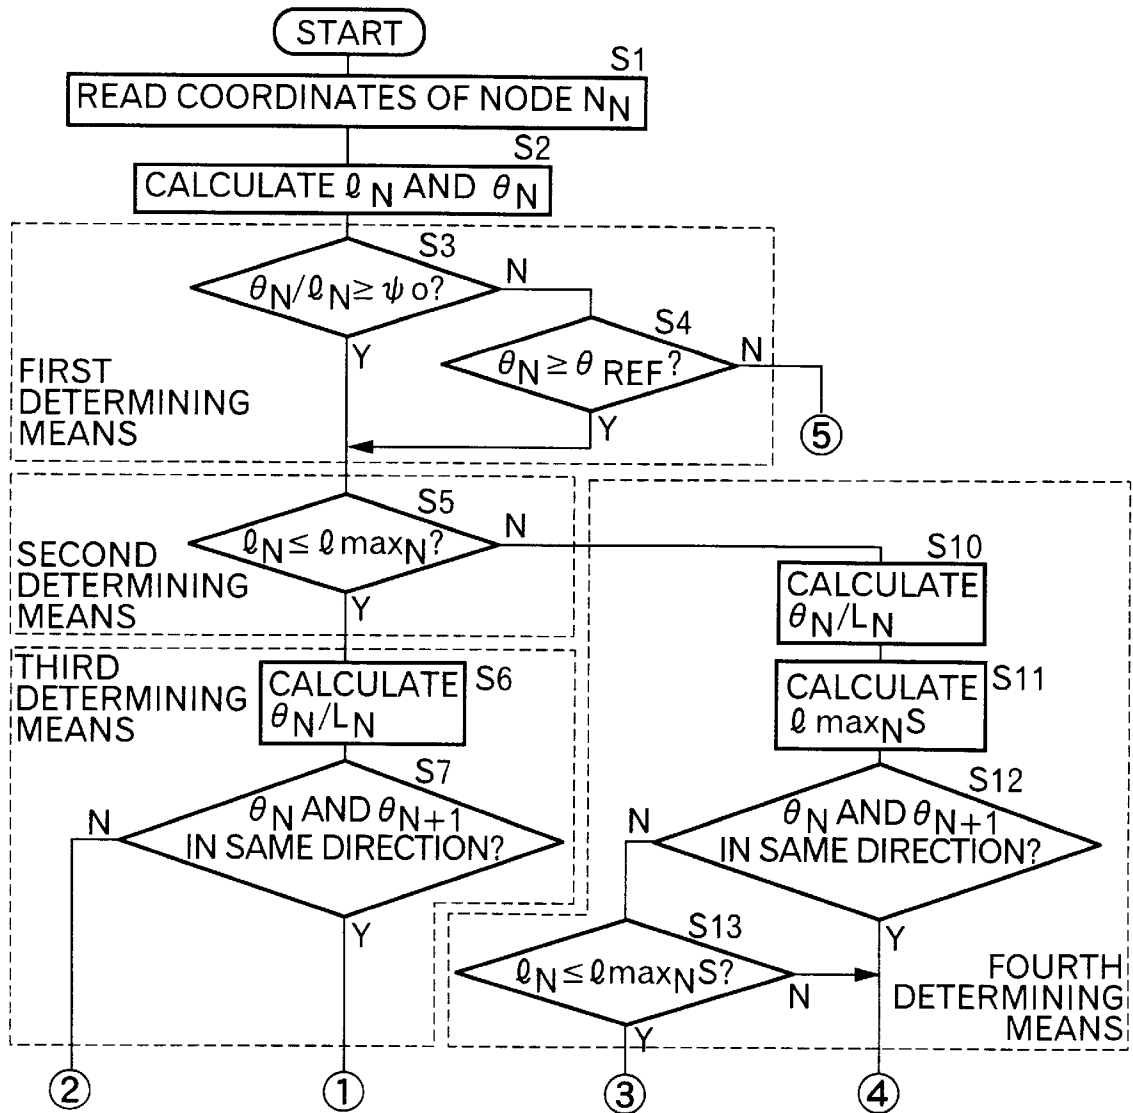 START
S1
READ COORDINATES OF NODE N_N
S2
CALCULATE ℓ_N AND θ_N
S3
θ_N/ℓ_N ≥ ψo?
N
Y
S4
θ_N ≥ θ_REF?
N
Y
5
FIRST
DETERMINING
MEANS
S5
ℓ_N ≤ ℓmax_N?
N
Y
SECOND
DETERMINING
MEANS
S10
CALCULATE
θ_N/L_N
THIRD
DETERMINING
MEANS
S6
CALCULATE
θ_N/L_N
S11
CALCULATE
ℓmax_NS
S7
θ_N AND θ_N+1
IN SAME DIRECTION?
N
Y
S12
θ_N AND θ_N+1
IN SAME DIRECTION?
N
Y
S13
ℓ_N ≤ ℓmax_NS?
N
Y
FOURTH
DETERMINING
MEANS
2
1
3
4